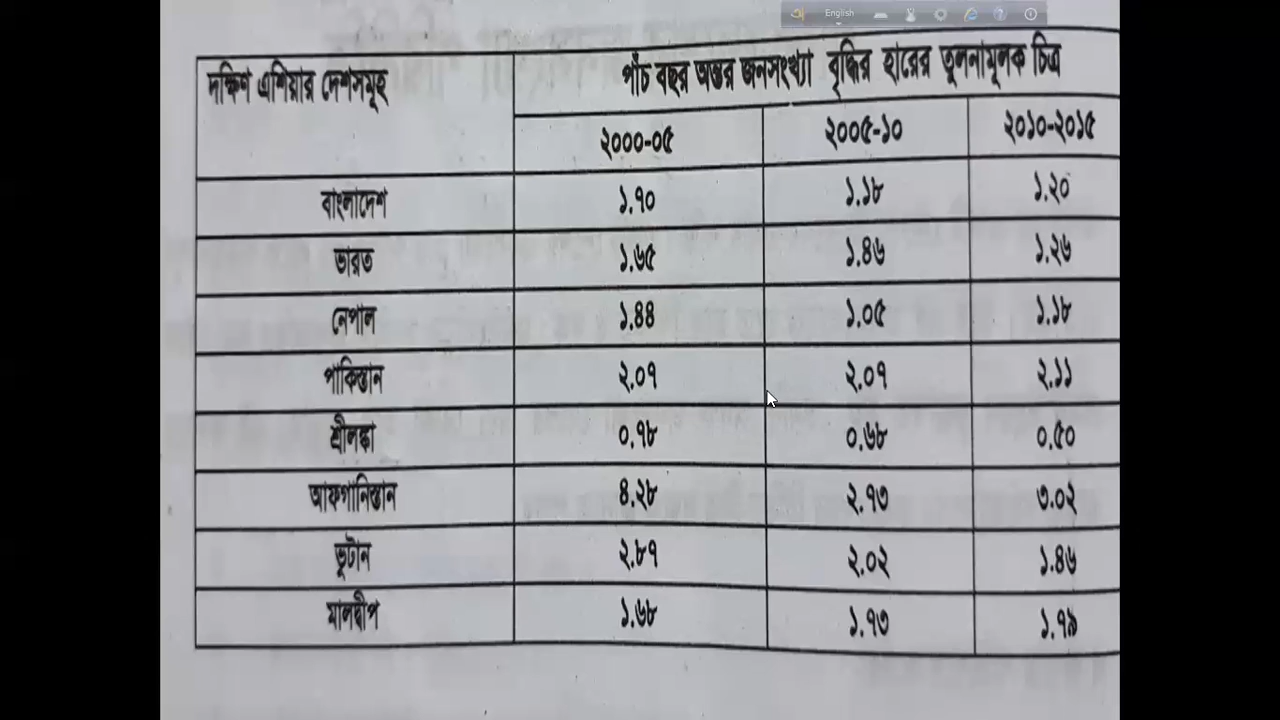 English
দক্ষিণ এশিয়ার দেশসমূহ পাঁচ বছর অন্তর জনসংখ্যা বৃদ্ধির হারের তুলনামূলক চিত্র
২০০০-০৫ ২০০৫-১০ ২০১০-২০১৫
বাংলাদেশ ১.৭০ ১.১৮ ১.২০
ভারত ১.৬৫ ১.৪৬ ১.২৬
নেপাল ১.৪৪ ১.০৫ ১.১৮
পাকিস্তান ২.০৭ ২.০৭ ২.১১
শ্রীলঙ্কা ০.৭৮ ০.৬৮ ০.৫০
আফগানিস্তান ৪.২৮ ২.৭৩ ৩.০২
ভূটান ২.৮৭ ২.০২ ১.৪৬
মালদ্বীপ ১.৬৮ ১.৭৩ ১.৭৯